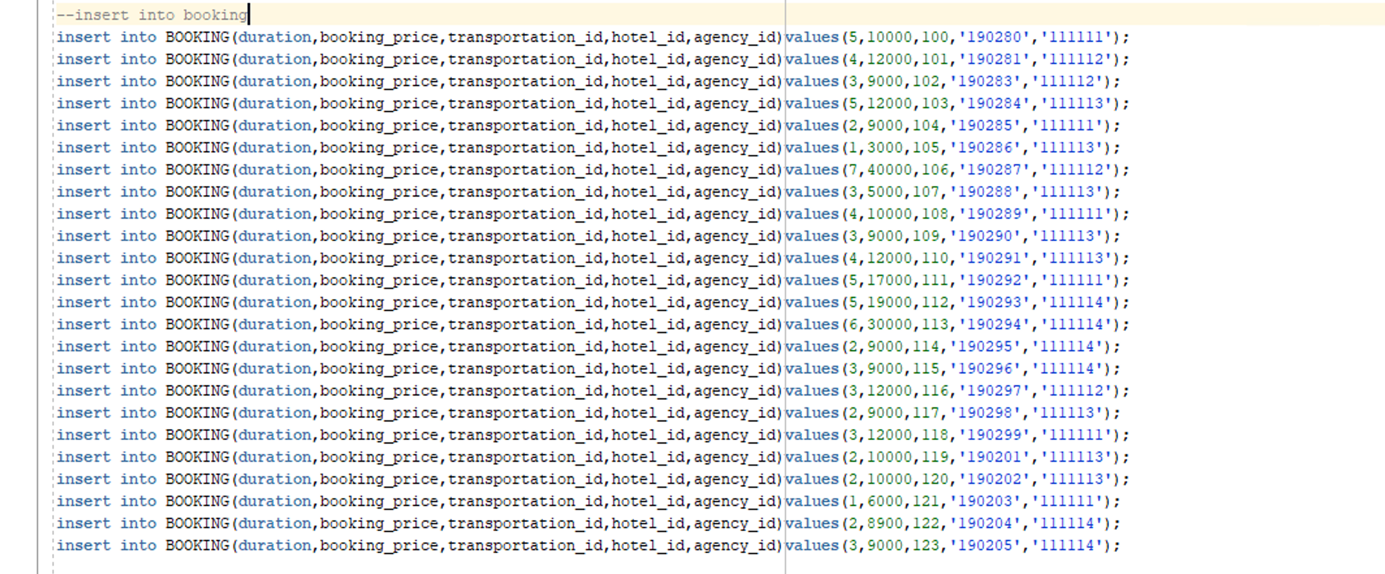 --insert into booking
insert into BOOKING(duration,booking_price,transportation_id,hotel_id,agency_id)values(5,10000,100,'190280','111111');
insert into BOOKING(duration,booking_price,transportation_id,hotel_id,agency_id)values(4,12000,101,'190281','111112');
insert into BOOKING(duration,booking_price,transportation_id,hotel_id,agency_id)values(3,9000,102,'190283','111112');
insert into BOOKING(duration,booking_price,transportation_id,hotel_id,agency_id)values(5,12000,103,'190284','111113');
insert into BOOKING(duration,booking_price,transportation_id,hotel_id,agency_id)values(2,9000,104,'190285','111111');
insert into BOOKING(duration,booking_price,transportation_id,hotel_id,agency_id)values(1,3000,105,'190286','111113');
insert into BOOKING(duration,booking_price,transportation_id,hotel_id,agency_id)values(7,40000,106,'190287','111112');
insert into BOOKING(duration,booking_price,transportation_id,hotel_id,agency_id)values(3,5000,107,'190288','111113');
insert into BOOKING(duration,booking_price,transportation_id,hotel_id,agency_id)values(4,10000,108,'190289','111111');
insert into BOOKING(duration,booking_price,transportation_id,hotel_id,agency_id)values(3,9000,109,'190290','111113');
insert into BOOKING(duration,booking_price,transportation_id,hotel_id,agency_id)values(4,12000,110,'190291','111113');
insert into BOOKING(duration,booking_price,transportation_id,hotel_id,agency_id)values(5,17000,111,'190292','111111');
insert into BOOKING(duration,booking_price,transportation_id,hotel_id,agency_id)values(5,19000,112,'190293','111114');
insert into BOOKING(duration,booking_price,transportation_id,hotel_id,agency_id)values(6,30000,113,'190294','111114');
insert into BOOKING(duration,booking_price,transportation_id,hotel_id,agency_id)values(2,9000,114,'190295','111114');
insert into BOOKING(duration,booking_price,transportation_id,hotel_id,agency_id)values(3,9000,115,'190296','111114');
insert into BOOKING(duration,booking_price,transportation_id,hotel_id,agency_id)values(3,12000,116,'190297','111112');
insert into BOOKING(duration,booking_price,transportation_id,hotel_id,agency_id)values(2,9000,117,'190298','111113');
insert into BOOKING(duration,booking_price,transportation_id,hotel_id,agency_id)values(3,12000,118,'190299','111111');
insert into BOOKING(duration,booking_price,transportation_id,hotel_id,agency_id)values(2,10000,119,'190201','111113');
insert into BOOKING(duration,booking_price,transportation_id,hotel_id,agency_id)values(2,10000,120,'190202','111113');
insert into BOOKING(duration,booking_price,transportation_id,hotel_id,agency_id)values(1,6000,121,'190203','111111');
insert into BOOKING(duration,booking_price,transportation_id,hotel_id,agency_id)values(2,8900,122,'190204','111114');
insert into BOOKING(duration,booking_price,transportation_id,hotel_id,agency_id)values(3,9000,123,'190205','111114');